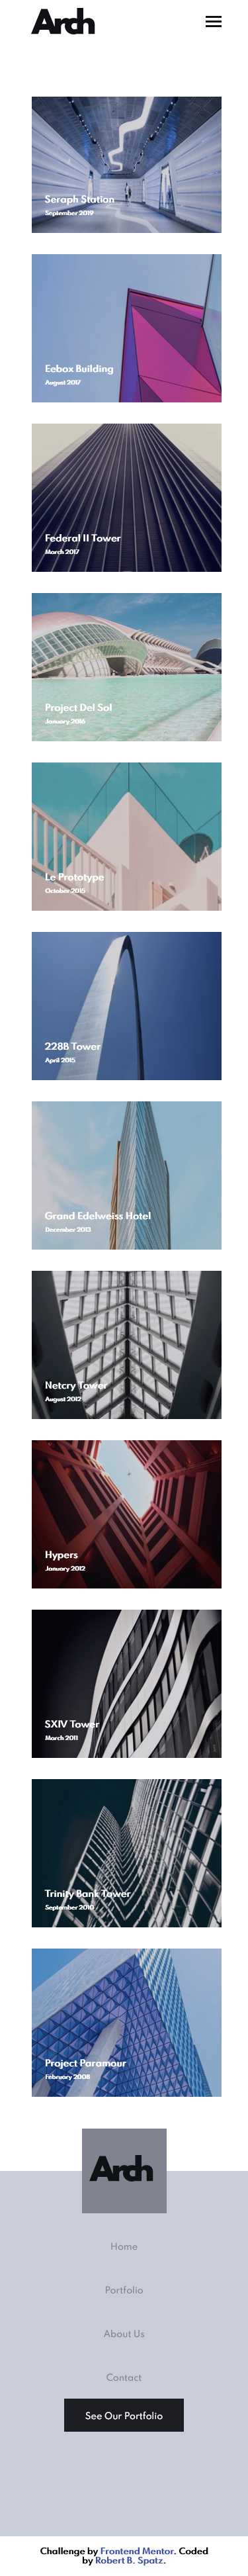 Arch
Seraph Station
September 2019
Eebox Building
August 2017
Federal II Tower
March 2017
Project Del Sol
January 2016
Le Prototype
October 2015
228B Tower
April 2015
Grand Edelweiss Hotel
December 2013
Netcry Tower
August 2012
Hypers
January 2012
SXIV Tower
March 2011
Trinity Bank Tower
September 2010
Project Paramour
February 2008
Arch
Home
Portfolio
About Us
Contact
See Our Portfolio
Challenge by Frontend Mentor. Coded
by Robert B. Spatz.